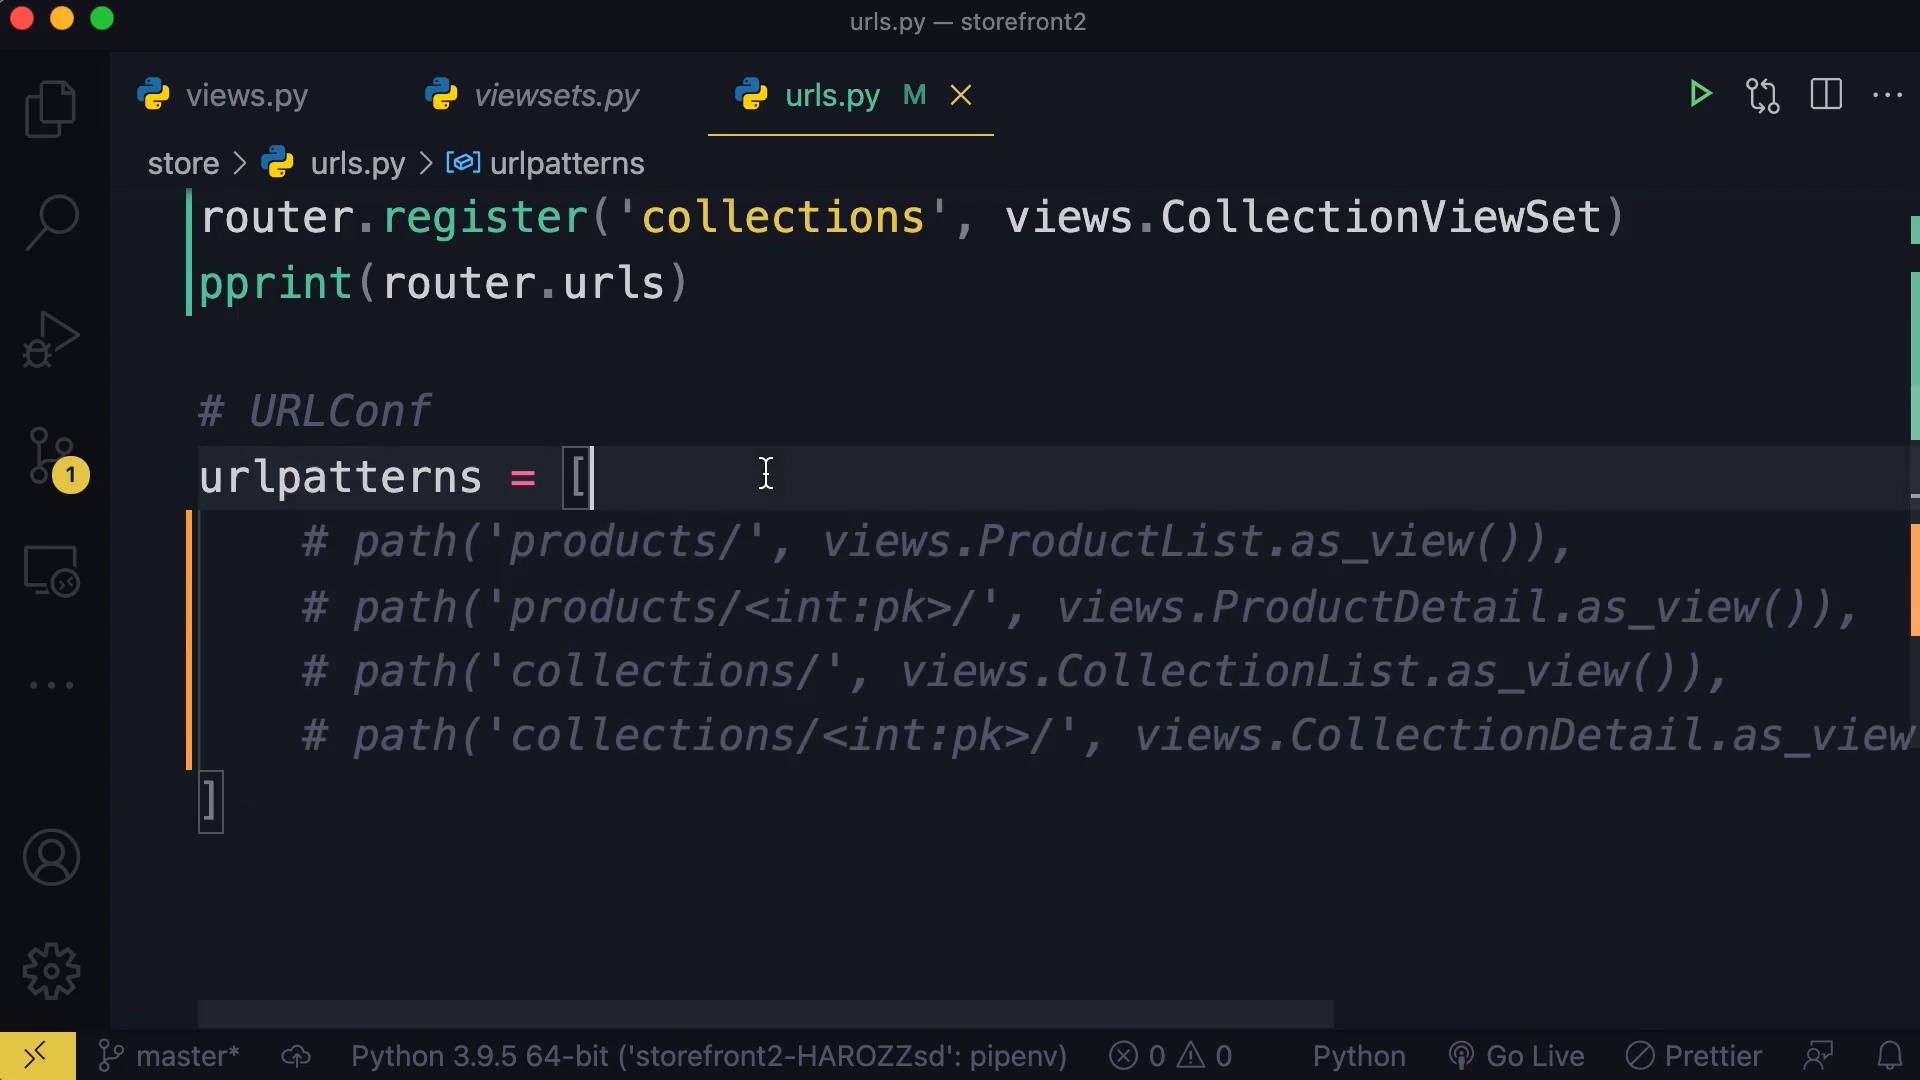 urls.py — storefront2
views.py
viewsets.py
urls.py M
store > urls.py > urlpatterns
router.register('collections', views.CollectionViewSet)
pprint(router.urls)
# URLConf
urlpatterns = [
# path('products/', views.ProductList.as_view()),
# path('products/<int:pk>/', views.ProductDetail.as_view()),
# path('collections/', views.CollectionList.as_view()),
# path('collections/<int:pk>/', views.CollectionDetail.as_view
]
1
master*
Python 3.9.5 64-bit ('storefront2-HAROZZsd': pipenv)
0
0
Python
Go Live
Prettier